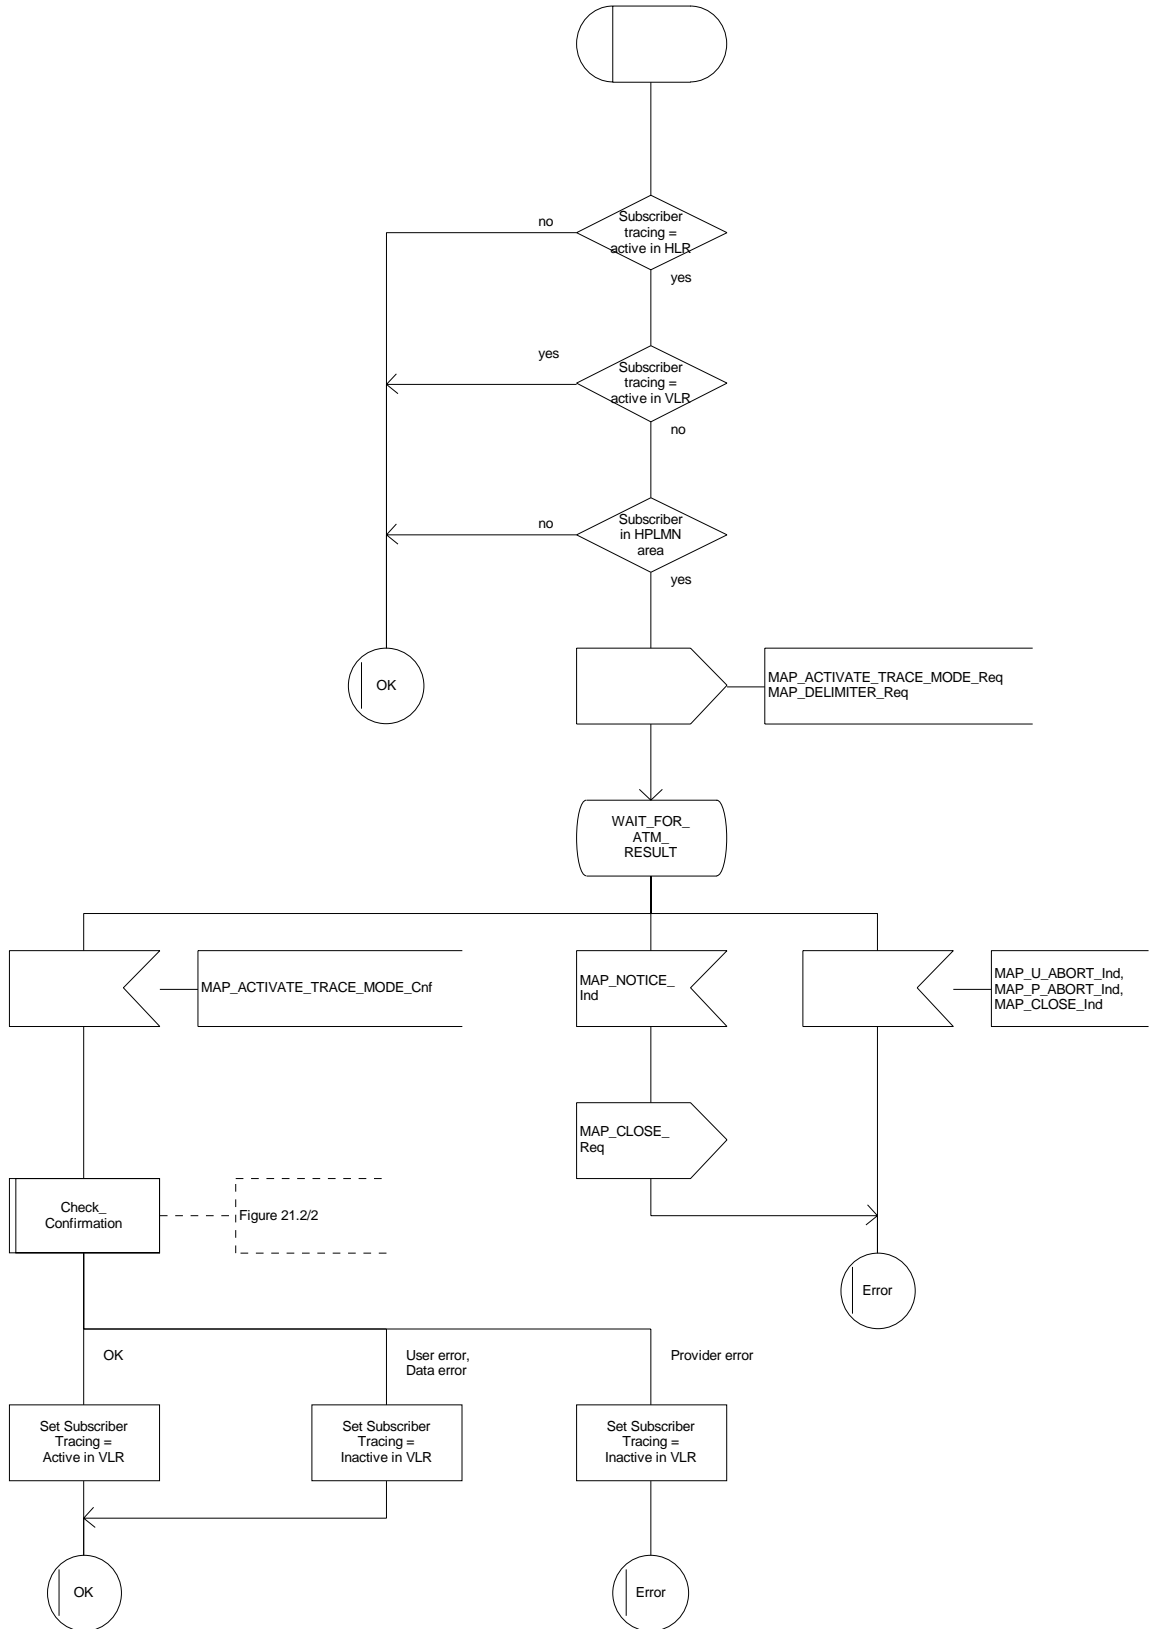 no
Subscriber
tracing =
active in HLR
yes
yes
Subscriber
tracing =
active in VLR
no
no
Subscriber
in HPLMN
area
yes
OK
MAP_ACTIVATE_TRACE_MODE_Req
MAP_DELIMITER_Req
WAIT_FOR_
ATM_
RESULT
MAP_ACTIVATE_TRACE_MODE_Cnf
MAP_NOTICE_
Ind
MAP_U_ABORT_Ind,
MAP_P_ABORT_Ind,
MAP_CLOSE_Ind
MAP_CLOSE_
Req
Check_
Confirmation
Figure 21.2/2
Error
OK
User error,
Data error
Provider error
Set Subscriber
Tracing =
Active in VLR
Set Subscriber
Tracing =
Inactive in VLR
Set Subscriber
Tracing =
Inactive in VLR
OK
Error